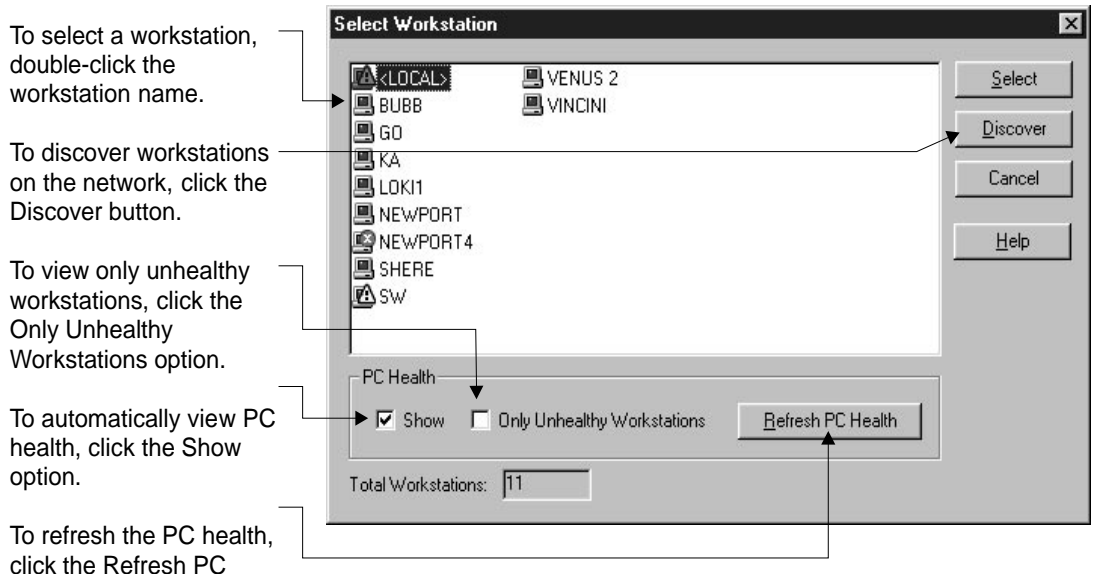 To select a workstation,
double-click the
workstation name.
To discover workstations
on the network, click the
Discover button.
To view only unhealthy
workstations, click the
Only Unhealthy
Workstations option.
To automatically view PC
health, click the Show
option.
To refresh the PC health,
click the Refresh PC
Select Workstation
<LOCAL>
BUBB
GO
KA
LOKI1
NEWPORT
NEWPORT4
SHERE
SW
VENUS 2
VINCINI
Select
Discover
Cancel
Help
PC Health
Show
Only Unhealthy Workstations
Refresh PC Health
Total Workstations: 11